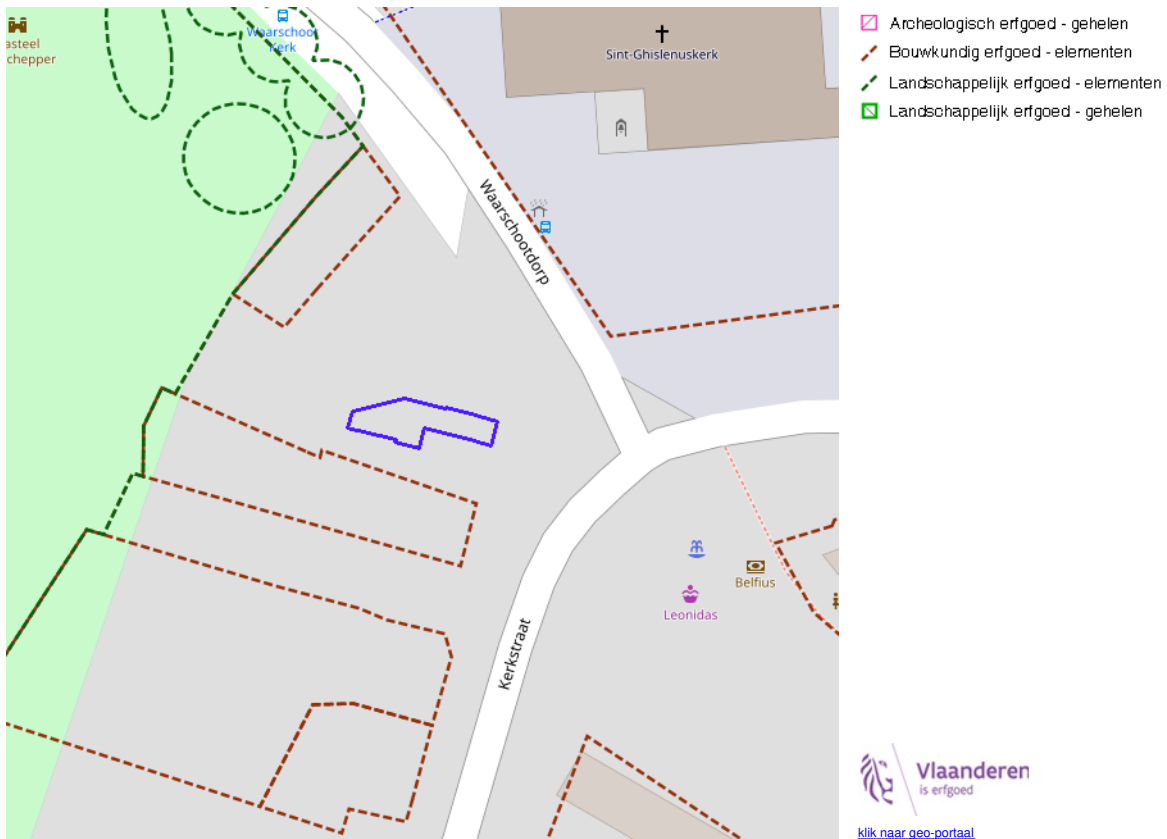 asteel
chepper
Waarschoot
Kerk
Sint-Ghislenuskerk
Waarschootdorp
Belfius
Leonidas
Kerkstraat
Archeologisch erfgoed - gehelen
Bouwkundig erfgoed - elementen
Landschappelijk erfgoed - elementen
Landschappelijk erfgoed - gehelen
Vlaanderen
is erfgoed
klik naar geo-portaal